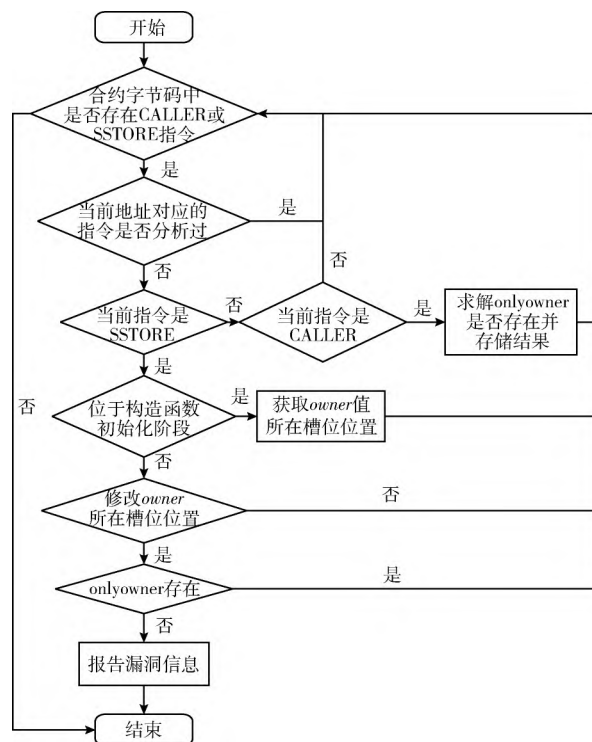 开始
合约字节码中
是否存在CALLER或
SSTORE指令
是
当前地址对应的
指令是否分析过
是
否
否
当前指令是
SSTORE
否
当前指令是
CALLER
是
求解onlyowner
是否存在并
存储结果
是
否
位于构造函数
初始化阶段
是
获取owner值
所在槽位位置
否
修改owner
所在槽位位置
否
是
onlyowner存在
是
否
报告漏洞信息
结束